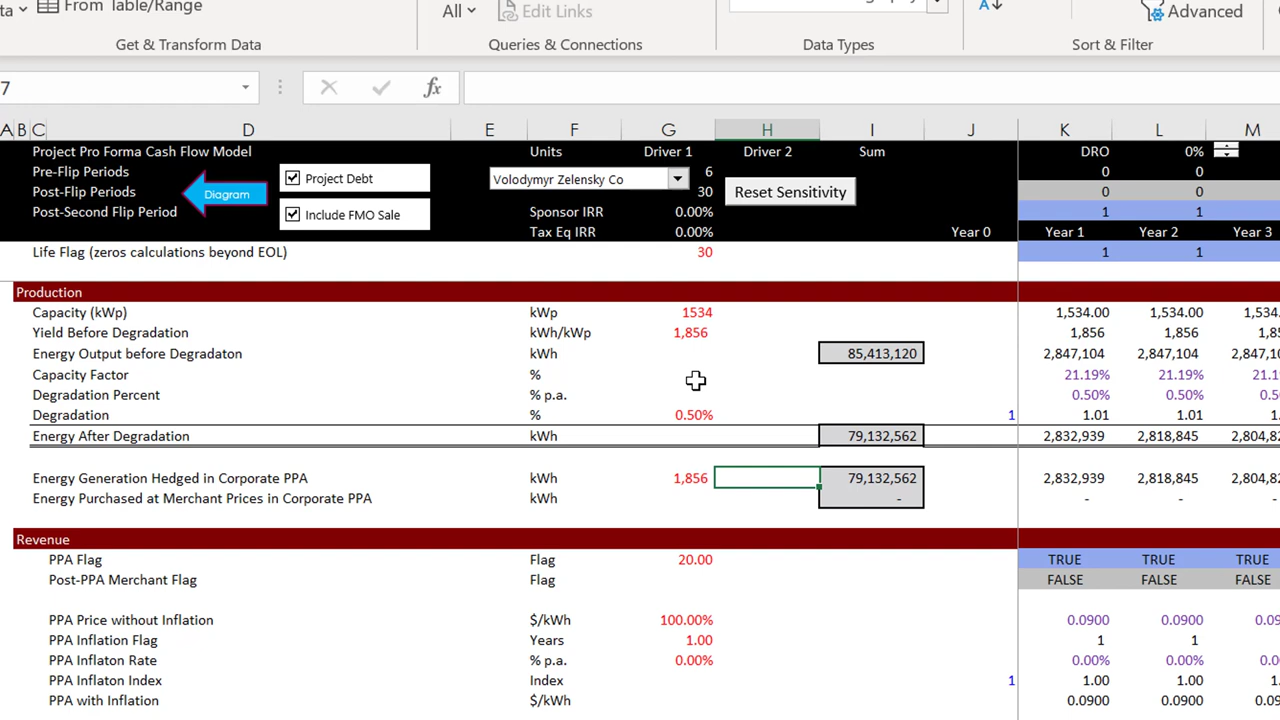 From Table/Range
All
Edit Links
Advanced
Get & Transform Data
Queries & Connections
Data Types
Sort & Filter
7
fx
A B C D E F G H I J K L M
Project Pro Forma Cash Flow Model Units Driver 1 Driver 2 Sum DRO 0%
Pre-Flip Periods Project Debt Volodymyr Zelensky Co 6 0 0
Post-Flip Periods Diagram 30 Reset Sensitivity 0 0
Post-Second Flip Period Include FMO Sale Sponsor IRR 0.00% 1 1
Tax Eq IRR 0.00% Year 0 Year 1 Year 2 Year 3
Life Flag (zeros calculations beyond EOL) 30 1 1
Production
Capacity (kWp) kWp 1534 1,534.00 1,534.00
Yield Before Degradation kWh/kWp 1,856 1,856 1,856
Energy Output before Degradaton kWh 85,413,120 2,847,104 2,847,104
Capacity Factor % 21.19% 21.19%
Degradation Percent % p.a. 0.50% 0.50%
Degradation % 0.50% 1 1.01 1.01
Energy After Degradation kWh 79,132,562 2,832,939 2,818,845
Energy Generation Hedged in Corporate PPA kWh 1,856 79,132,562 2,832,939 2,818,845
Energy Purchased at Merchant Prices in Corporate PPA kWh - - -
Revenue
PPA Flag Flag 20.00 TRUE TRUE TRUE
Post-PPA Merchant Flag Flag FALSE FALSE FALSE
PPA Price without Inflation $/kWh 100.00% 0.0900 0.0900
PPA Inflation Flag Years 1.00 1 1
PPA Inflaton Rate % p.a. 0.00% 0.00% 0.00%
PPA Inflaton Index Index 1 1.00 1.00
PPA with Inflation $/kWh 0.0900 0.0900